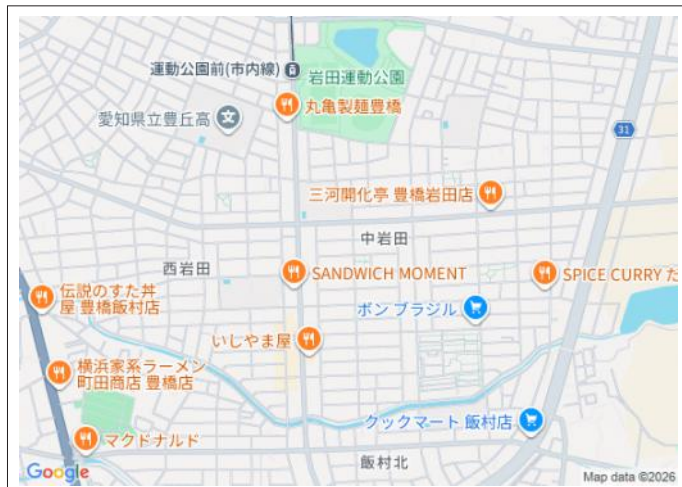 運動公園前(市内線)
岩田運動公園
丸亀製麺豊橋
愛知県立豊丘高
31
三河開化亭 豊橋岩田店
中岩田
西岩田
SANDWICH MOMENT
SPICE CURRY た
伝説のすた丼
屋 豊橋飯村店
ボン ブラジル
いしやま屋
横浜家系ラーメン
町田商店 豊橋店
クックマート 飯村店
マクドナルド
飯村北
Google
Map data ©2026